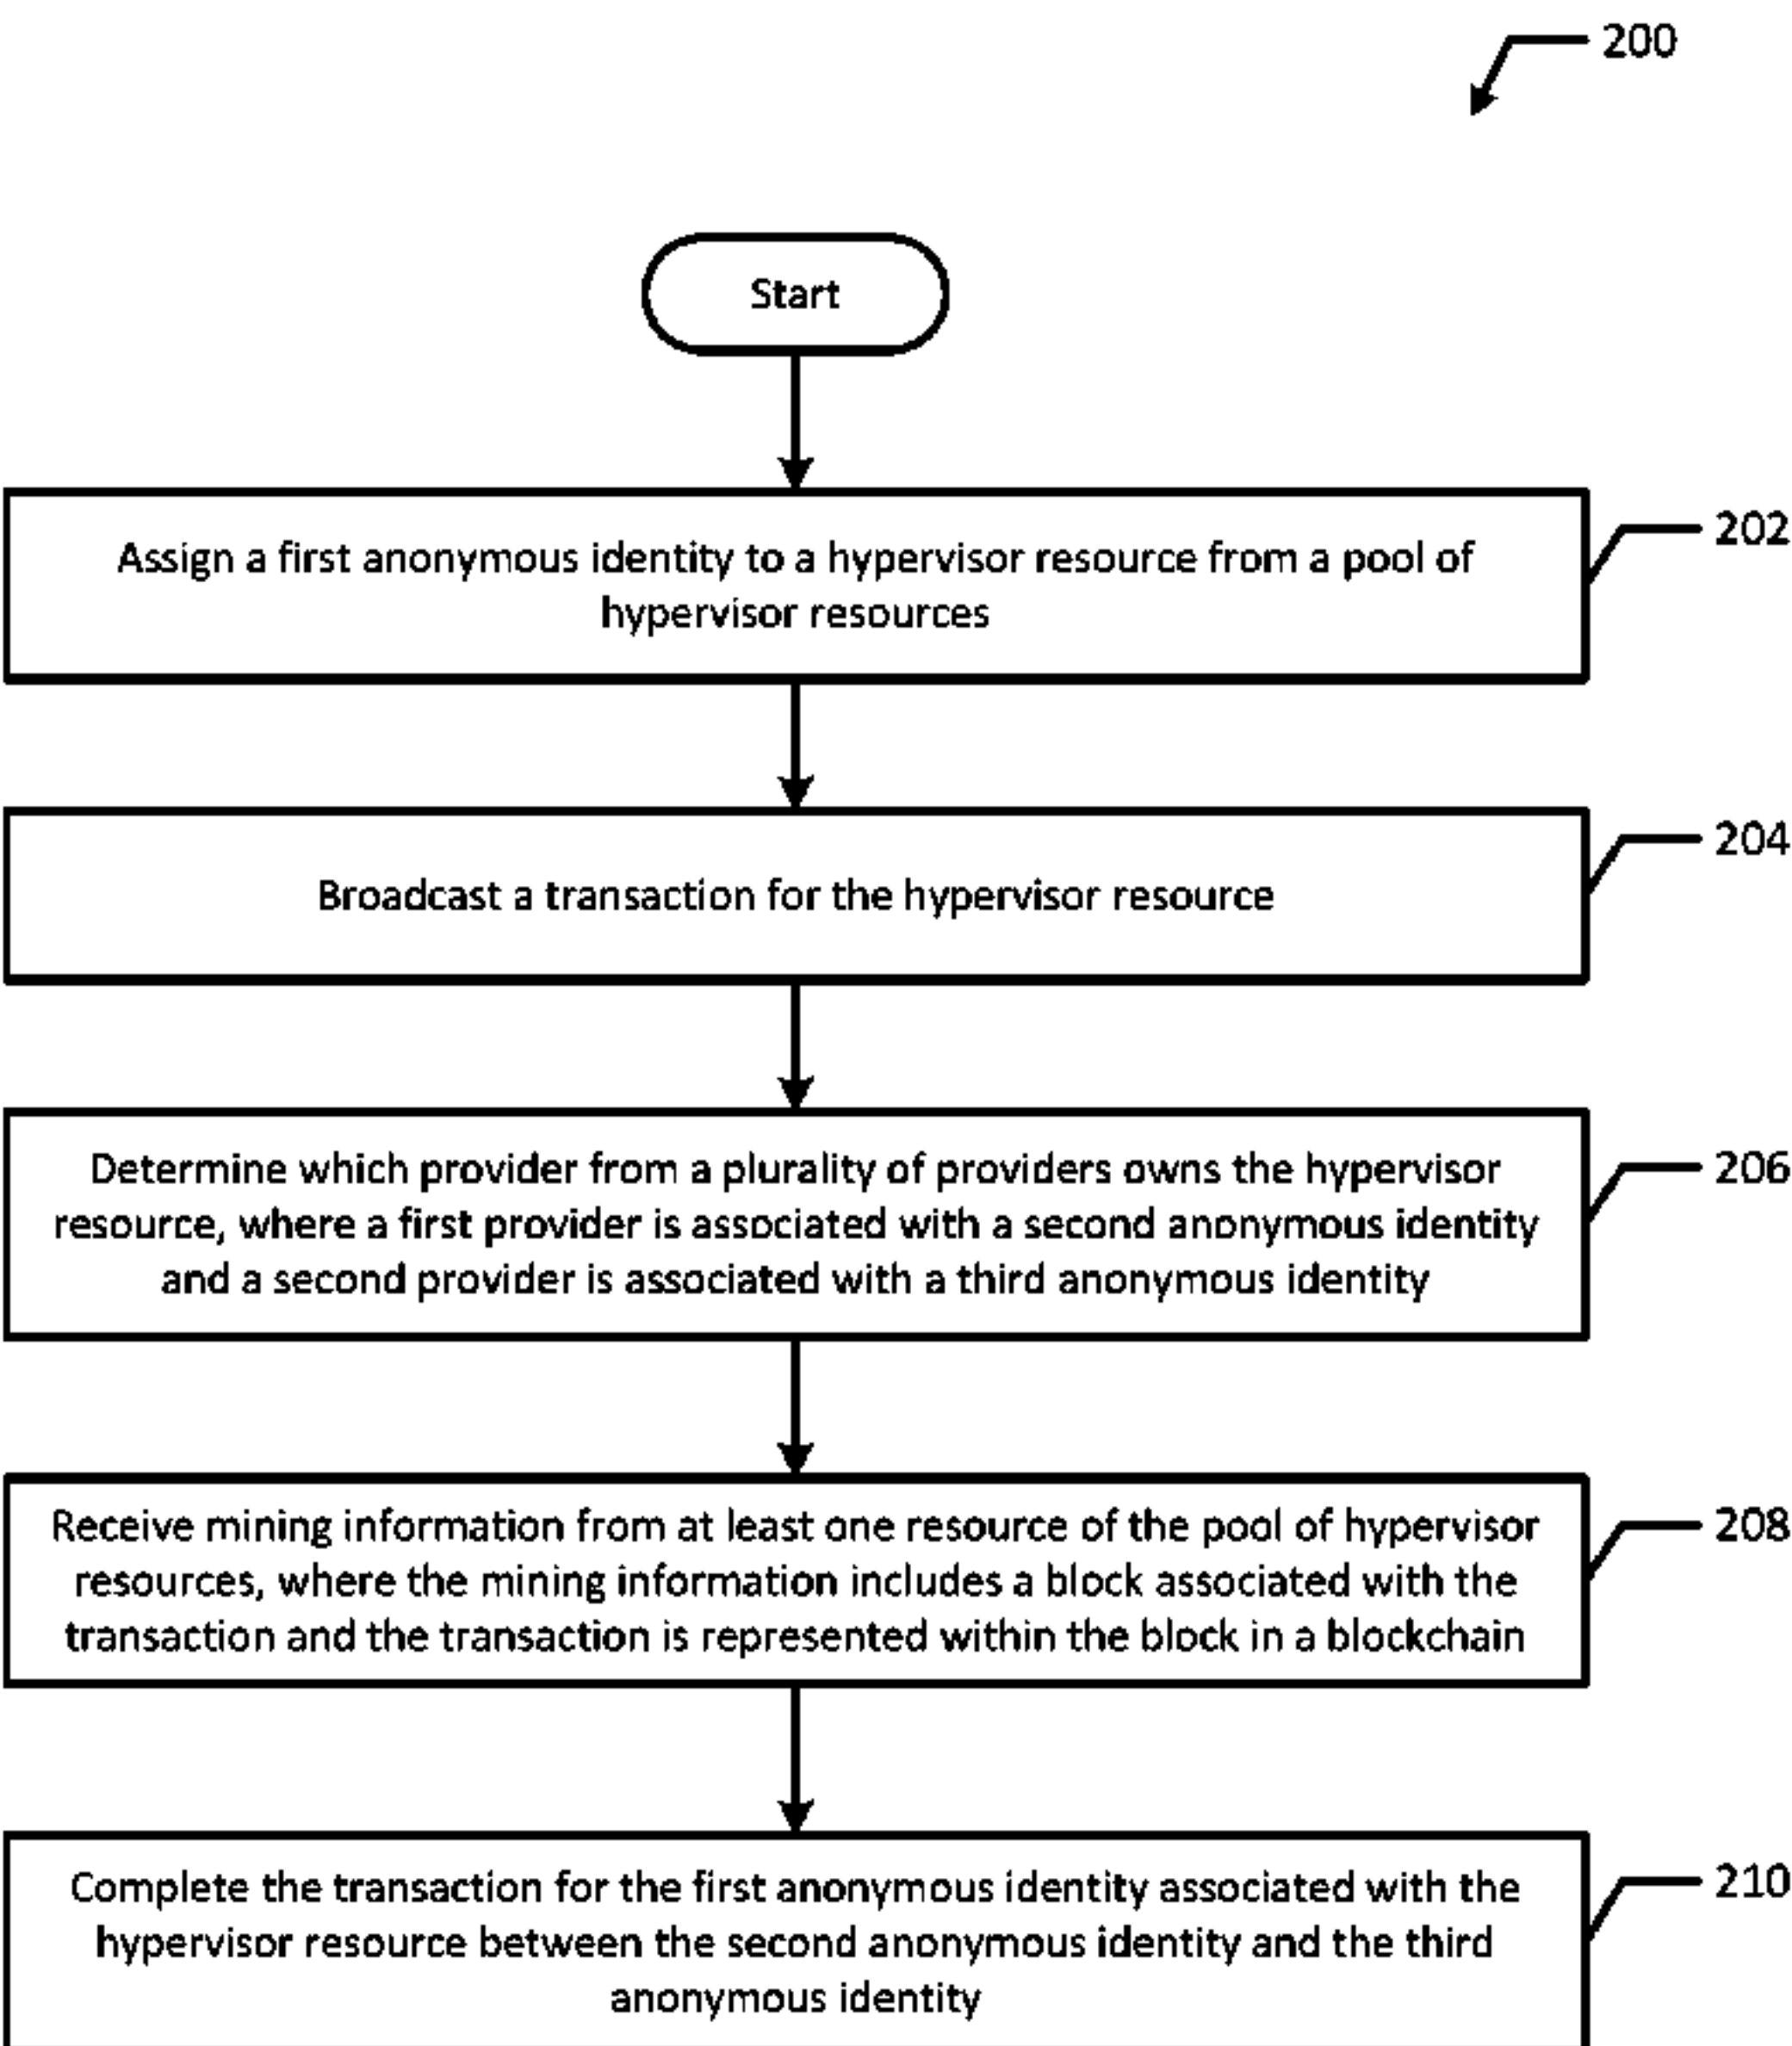 200
Start
Assign a first anonymous identity to a hypervisor resource from a pool of
hypervisor resources
202
Broadcast a transaction for the hypervisor resource
204
Determine which provider from a plurality of providers owns the hypervisor
resource, where a first provider is associated with a second anonymous identity
and a second provider is associated with a third anonymous identity
206
Receive mining information from at least one resource of the pool of hypervisor
resources, where the mining information includes a block associated with the
transaction and the transaction is represented within the block in a blockchain
208
Complete the transaction for the first anonymous identity associated with the
hypervisor resource between the second anonymous identity and the third
anonymous identity
210